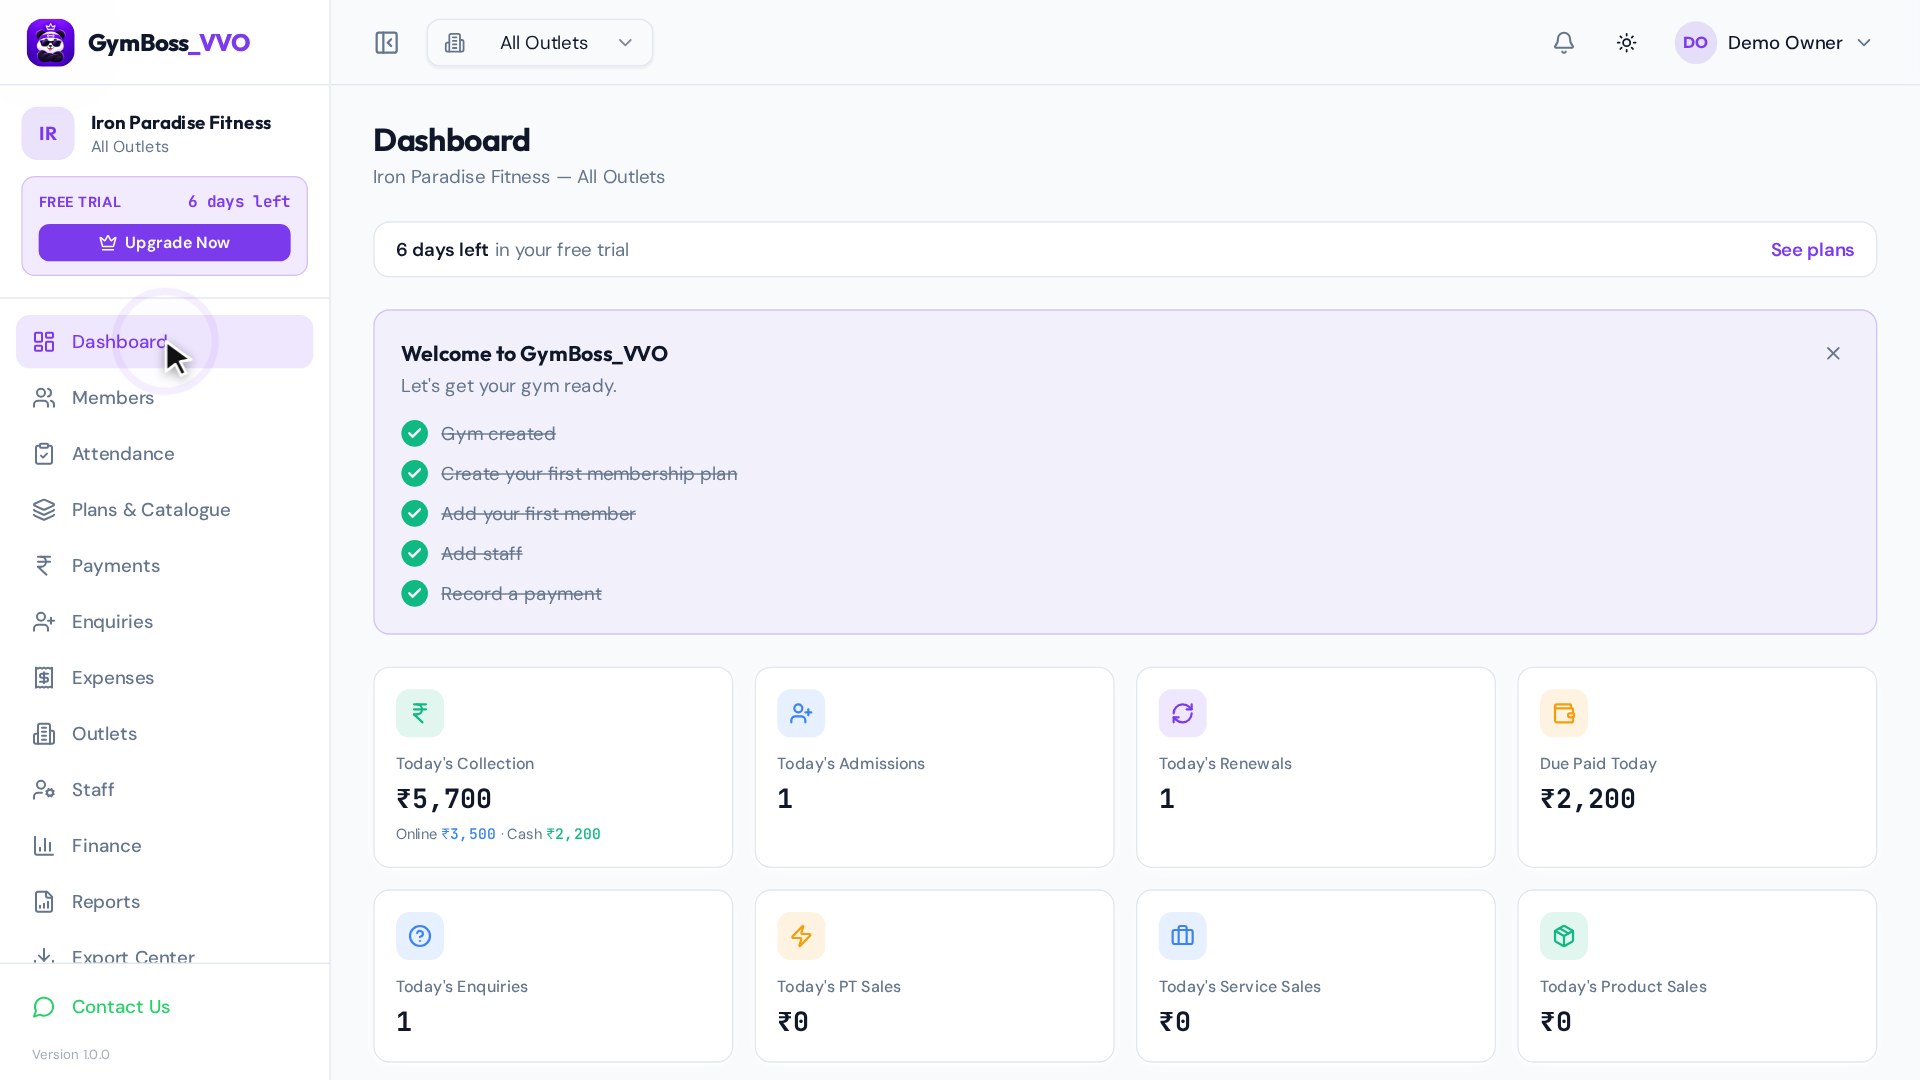 GymBoss_VVO
All Outlets
DO
Demo Owner
IR
Iron Paradise Fitness
All Outlets
FREE TRIAL
6 days left
Upgrade Now
Dashboard
Members
Attendance
Plans & Catalogue
Payments
Enquiries
Expenses
Outlets
Staff
Finance
Reports
Export Center
Contact Us
Version 1.0.0
Dashboard
Iron Paradise Fitness — All Outlets
6 days left in your free trial
See plans
Welcome to GymBoss_VVO
Let's get your gym ready.
Gym created
Create your first membership plan
Add your first member
Add staff
Record a payment
Today's Collection
₹5,700
Online ₹3,500 · Cash ₹2,200
Today's Admissions
1
Today's Renewals
1
Due Paid Today
₹2,200
Today's Enquiries
1
Today's PT Sales
₹0
Today's Service Sales
₹0
Today's Product Sales
₹0